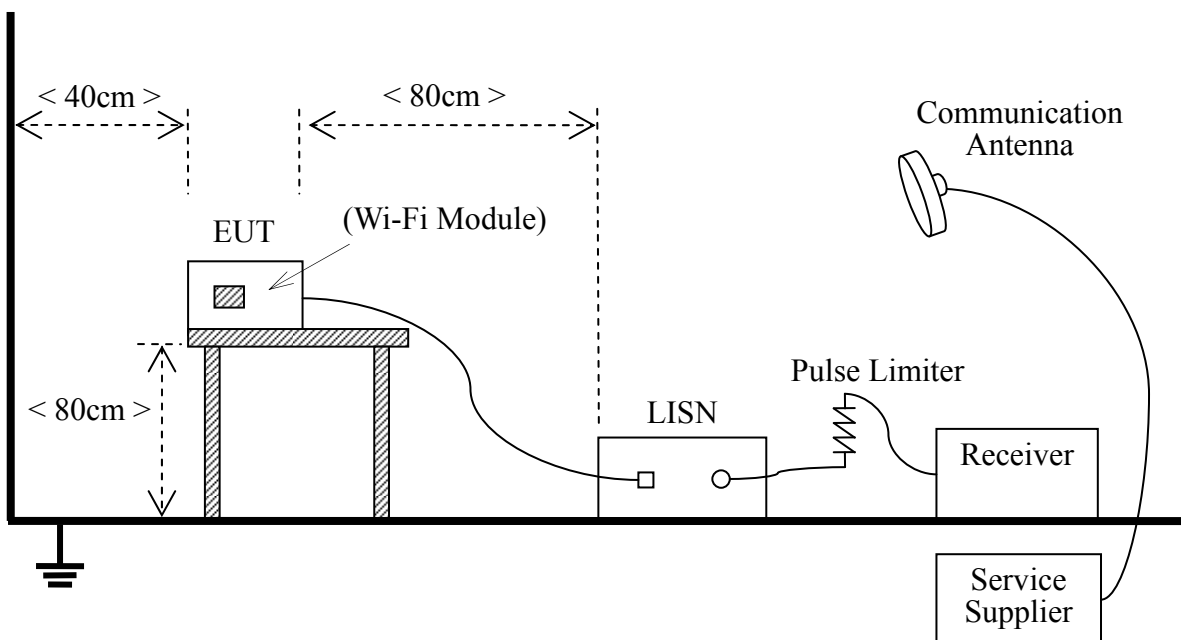 < 40cm >
< 80cm >
Communication
Antenna
(Wi-Fi Module)
EUT
Pulse Limiter
< 80cm >
LISN
Receiver
Service
Supplier